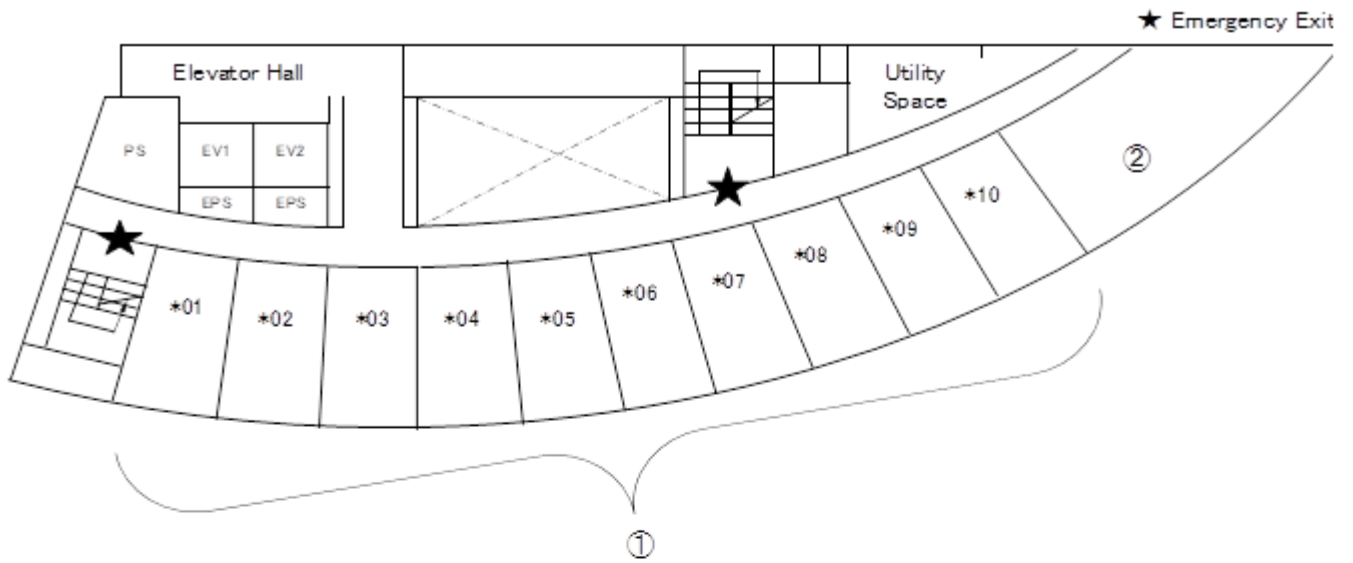 ★ Emergency Exit
Elevator Hall
Utility
Space
PS
EV1
EV2
EPS
EPS
②
*01
*02
*03
*04
*05
*06
*07
*08
*09
*10
①